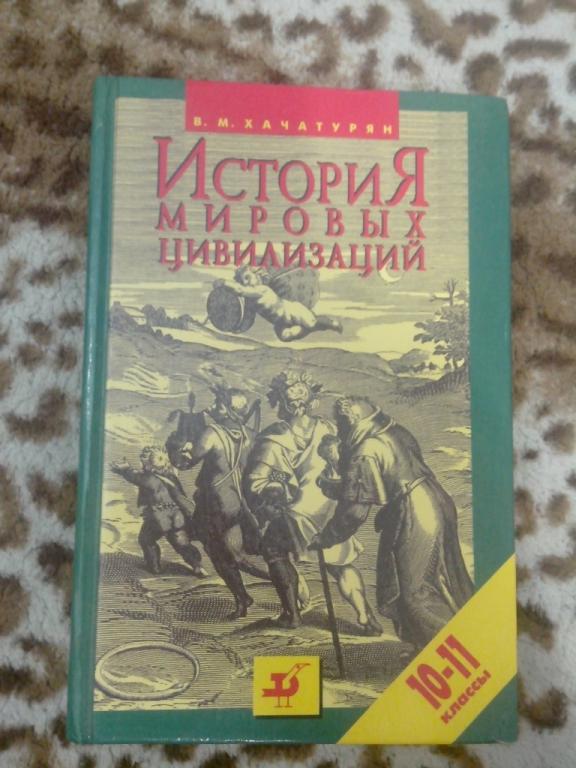 В. М. ХАЧАТУРЯН
ИСТОРИЯ
МИРОВЫХ
ЦИВИЛИЗАЦИЙ
10-11
классы